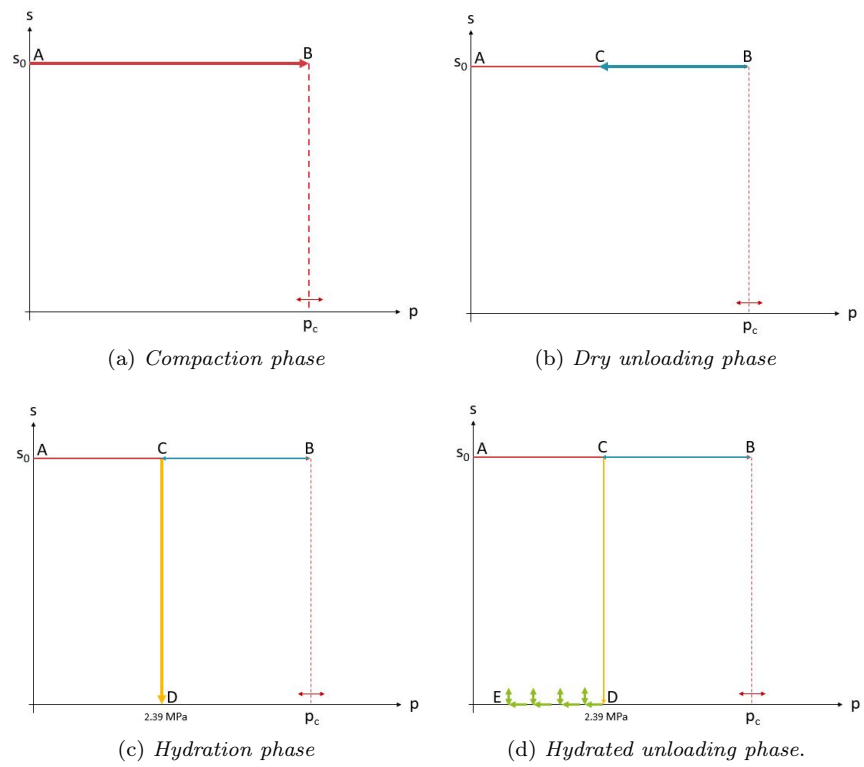 s
s0
A
B
p
pc
(a) Compaction phase
s
s0
A
C
B
p
pc
(b) Dry unloading phase
s
s0
A
C
B
D
p
2.39 MPa
pc
(c) Hydration phase
s
s0
A
C
B
E
D
p
2.39 MPa
pc
(d) Hydrated unloading phase.